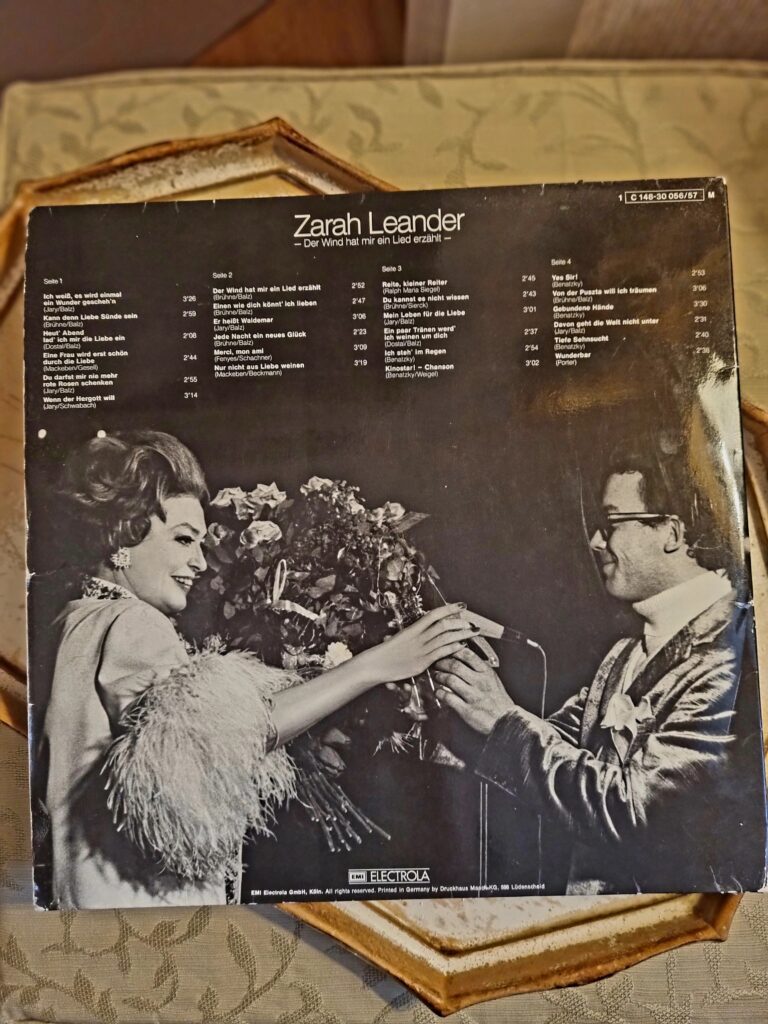 1 C 148-30 056/57 M
Zarah Leander
– Der Wind hat mir ein Lied erzählt –
Seite 1
Ich weiß, es wird einmal
ein Wunder gescheh'n 3'26
(Jary/Balz)
Kann denn Liebe Sünde sein 2'59
(Brühne/Balz)
Heut' Abend
lad' ich mir die Liebe ein 2'08
(Dostal/Balz)
Eine Frau wird erst schön
durch die Liebe 2'44
(Mackeben/Gesell)
Du darfst mir nie mehr
rote Rosen schenken 2'55
(Jary/Balz)
Wenn der Herrgott will 3'14
(Jary/Schwabach)
Seite 2
Der Wind hat mir ein Lied erzählt 2'52
(Brühne/Balz)
Einen wie dich könnt' ich lieben 2'47
(Brühne/Balz)
Er heißt Waldemar 3'06
(Jary/Balz)
Jede Nacht ein neues Glück 2'23
(Brühne/Balz)
Merci, mon ami 3'09
(Fenyes/Schachner)
Nur nicht aus Liebe weinen 3'19
(Mackeben/Beckmann)
Seite 3
Reite, kleiner Reiter 2'45
(Ralph Maria Siegel)
Du kannst es nicht wissen 2'43
(Brühne/Sierck)
Mein Leben für die Liebe 3'01
(Jary/Balz)
Ein paar Tränen werd'
ich weinen um dich 2'37
(Dostal/Balz)
Ich steh' im Regen 2'54
(Benatzky)
Kinostar! – Chanson 3'02
(Benatzky/Weigel)
Seite 4
Yes Sir! 2'53
(Benatzky)
Von der Puszta will ich träumen 3'06
(Brühne/Balz)
Gebundene Hände 3'30
(Benatzky)
Davon geht die Welt nicht unter 2'31
(Jary/Balz)
Tiefe Sehnsucht 2'40
(Benatzky)
Wunderbar
(Porter)
EMI ELECTROLA
EMI Electrola GmbH, Köln. All rights reserved. Printed in Germany by Druckhaus KG, 588 Lüdenscheid